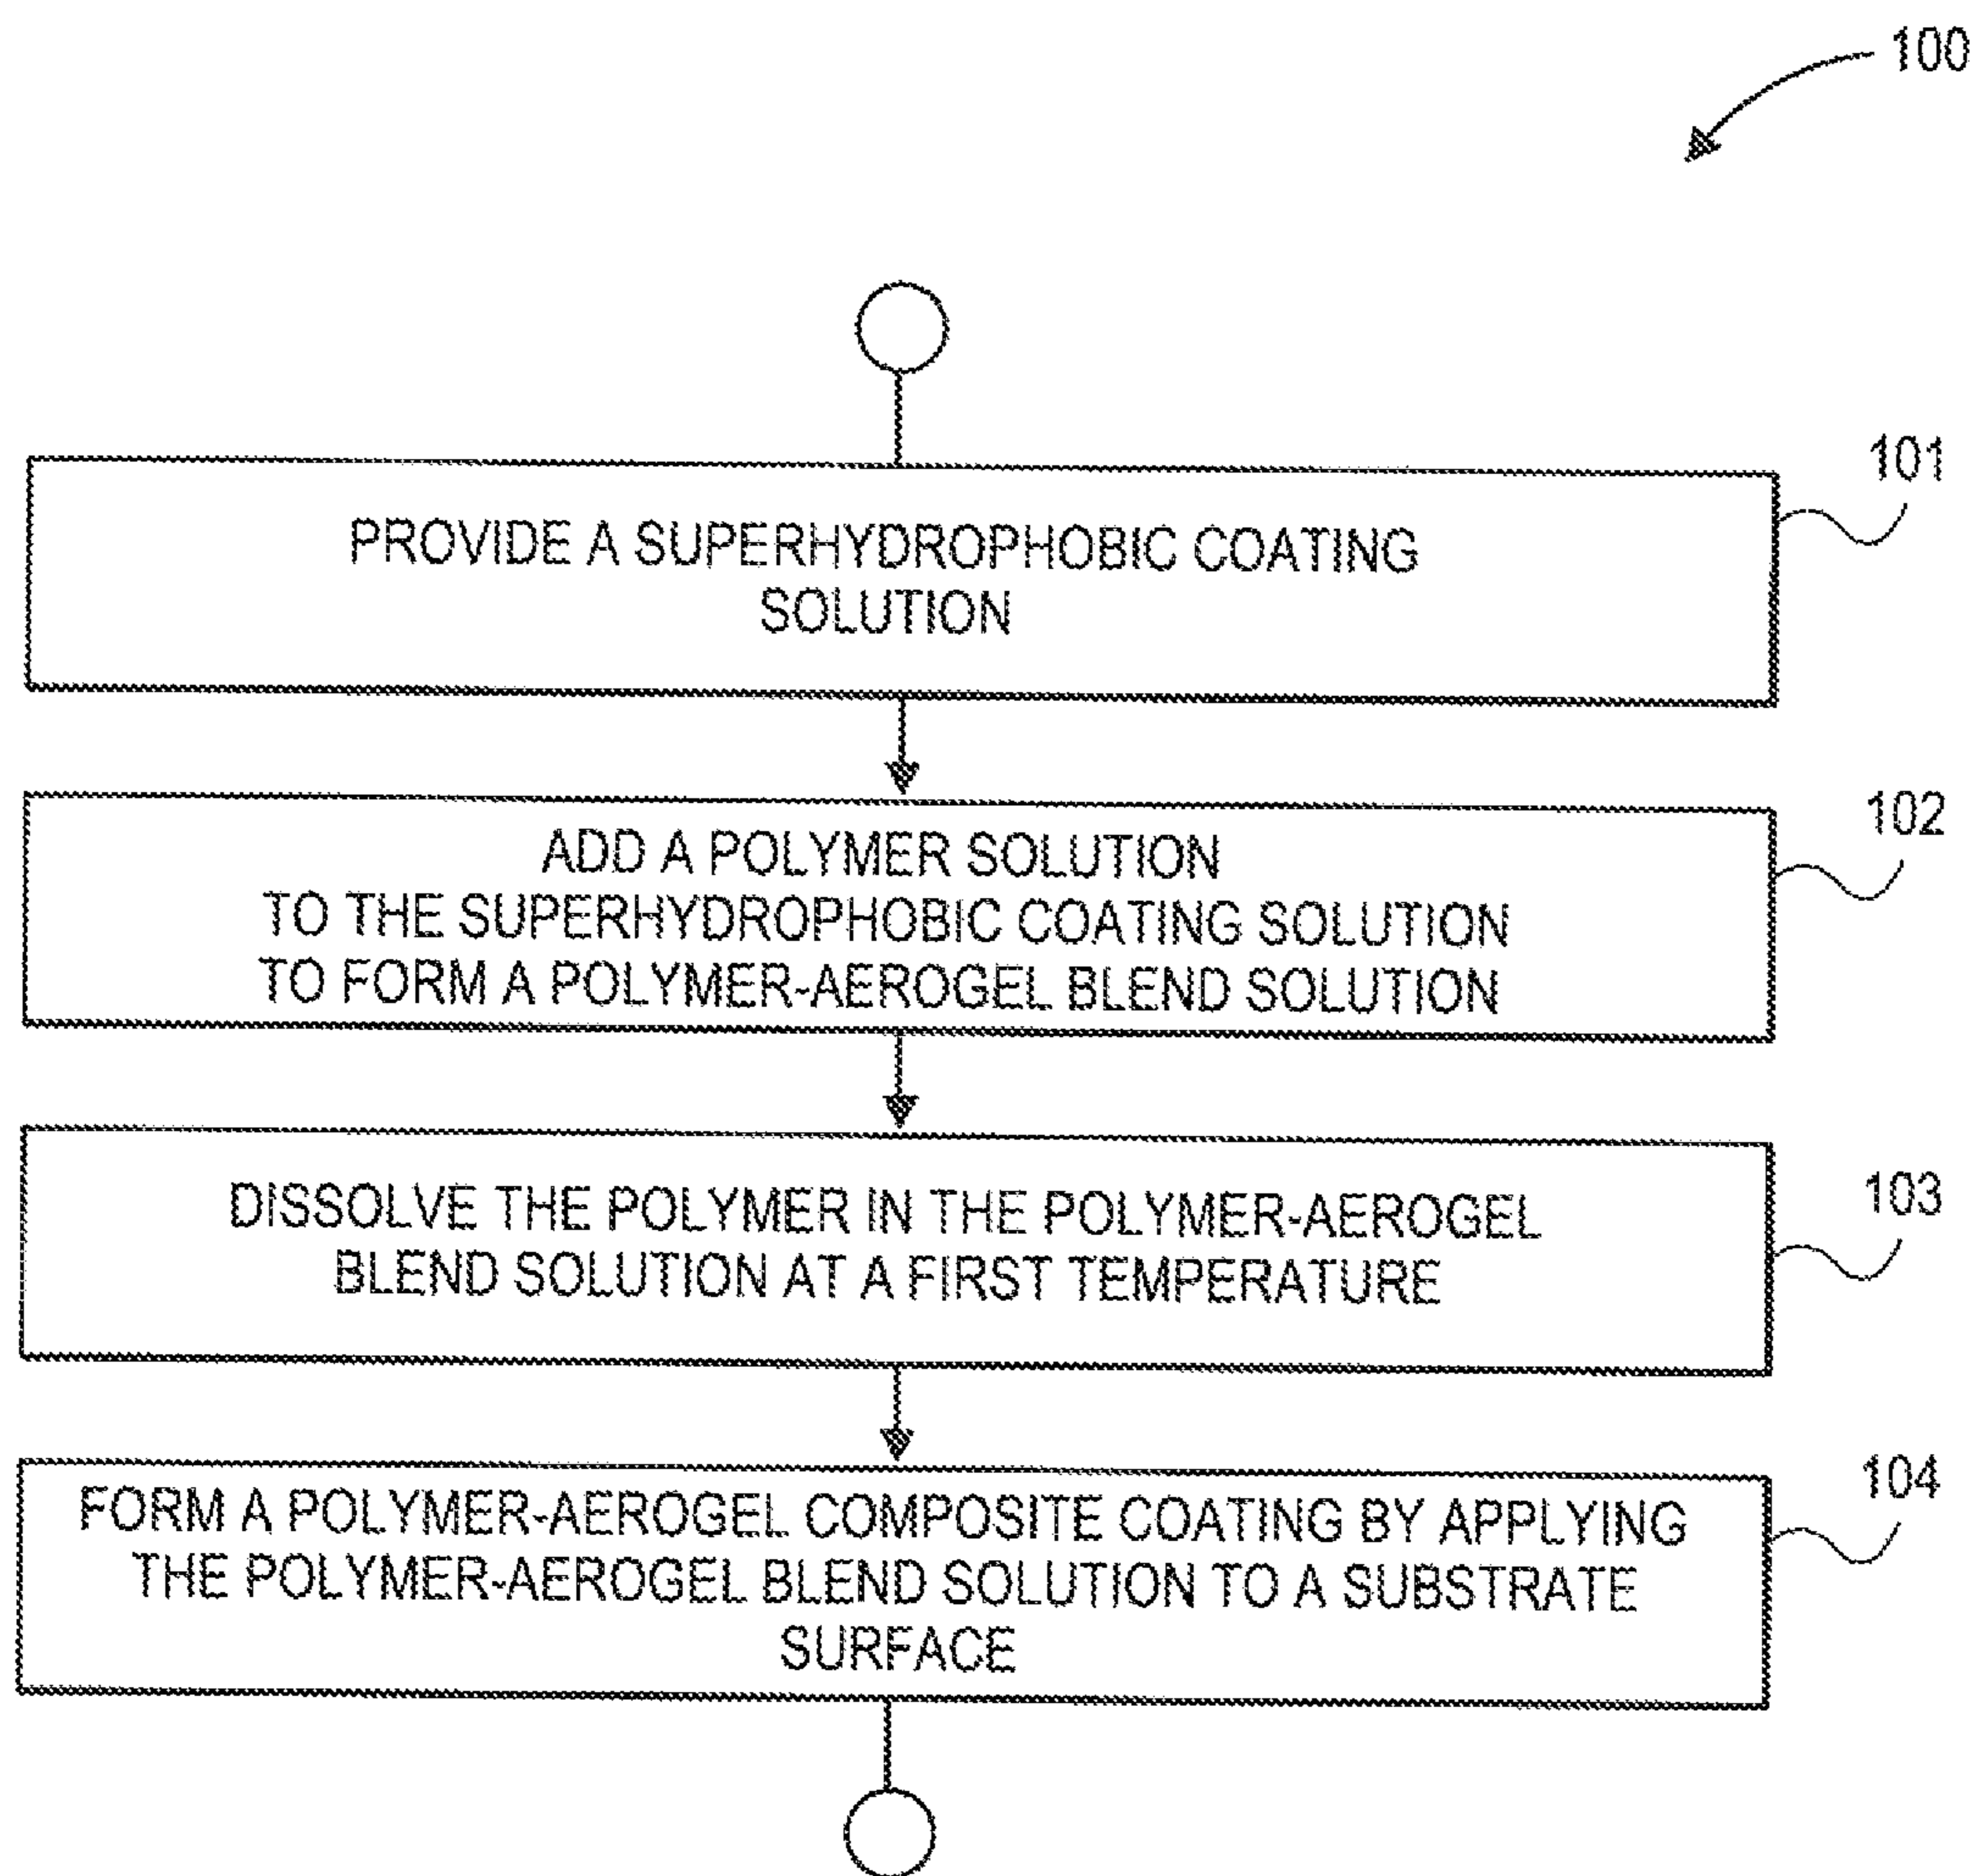 100
101
PROVIDE A SUPERHYDROPHOBIC COATING
SOLUTION
102
ADD A POLYMER SOLUTION
TO THE SUPERHYDROPHOBIC COATING SOLUTION
TO FORM A POLYMER-AEROGEL BLEND SOLUTION
103
DISSOLVE THE POLYMER IN THE POLYMER-AEROGEL
BLEND SOLUTION AT A FIRST TEMPERATURE
104
FORM A POLYMER-AEROGEL COMPOSITE COATING BY APPLYING
THE POLYMER-AEROGEL BLEND SOLUTION TO A SUBSTRATE
SURFACE